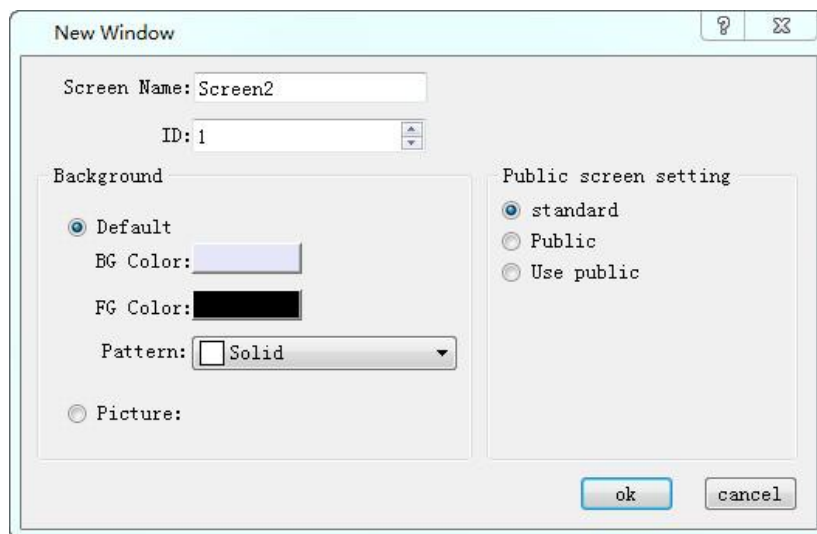 New Window
Screen Name: Screen2
ID: 1
Background
Default
BG Color:
FG Color:
Pattern: Solid
Picture:
Public screen setting
standard
Public
Use public
ok
cancel